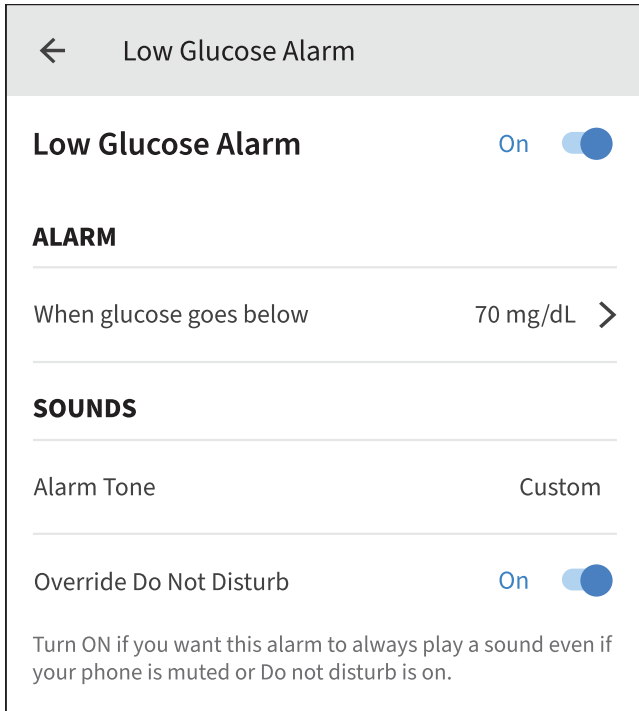 Low Glucose Alarm
Low Glucose Alarm On
ALARM
When glucose goes below 70 mg/dL
SOUNDS
Alarm Tone Custom
Override Do Not Disturb On
Turn ON if you want this alarm to always play a sound even if
your phone is muted or Do not disturb is on.